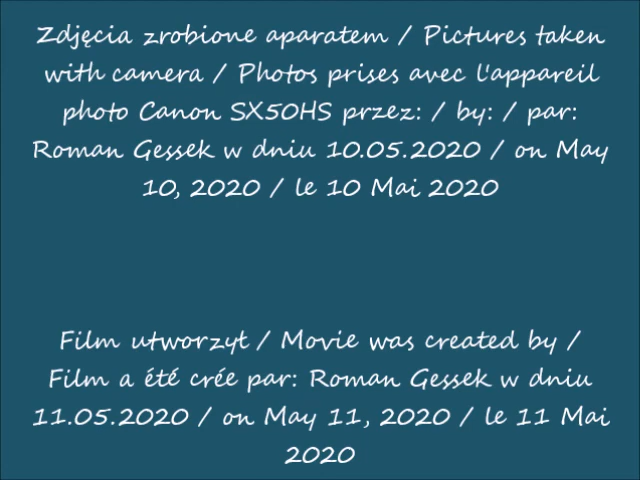 Zdjęcia zrobione aparatem / Pictures taken
with camera / Photos prises avec l'appareil
photo Canon SX50HS przez: / by: / par:
Roman Gessek w dniu 10.05.2020 / on May
10, 2020 / le 10 Mai 2020
Film utworzył / Movie was created by /
Film a été crée par: Roman Gessek w dniu
11.05.2020 / on May 11, 2020 / le 11 Mai
2020